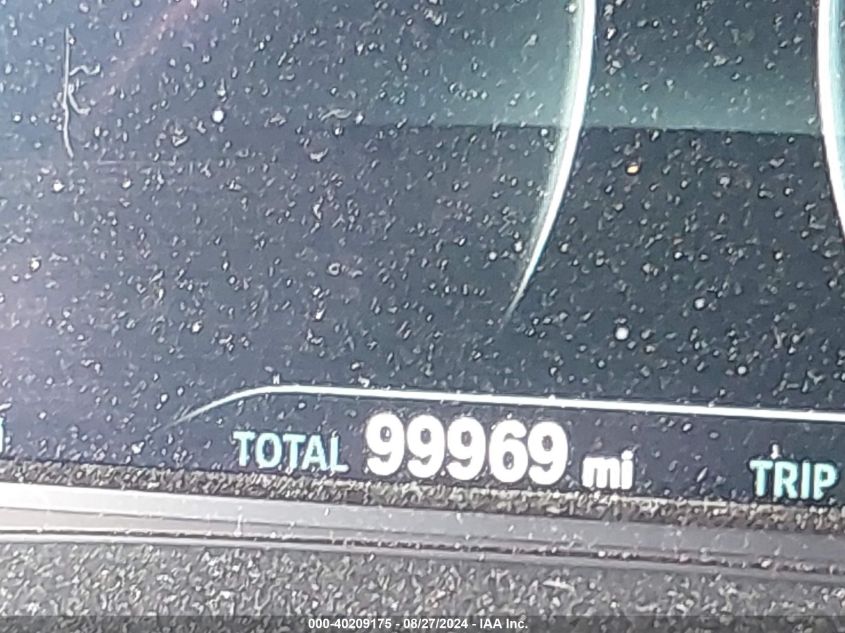 TOTAL 99969 mi TRIP
000-40209175 - 08/27/2024 - IAA Inc.